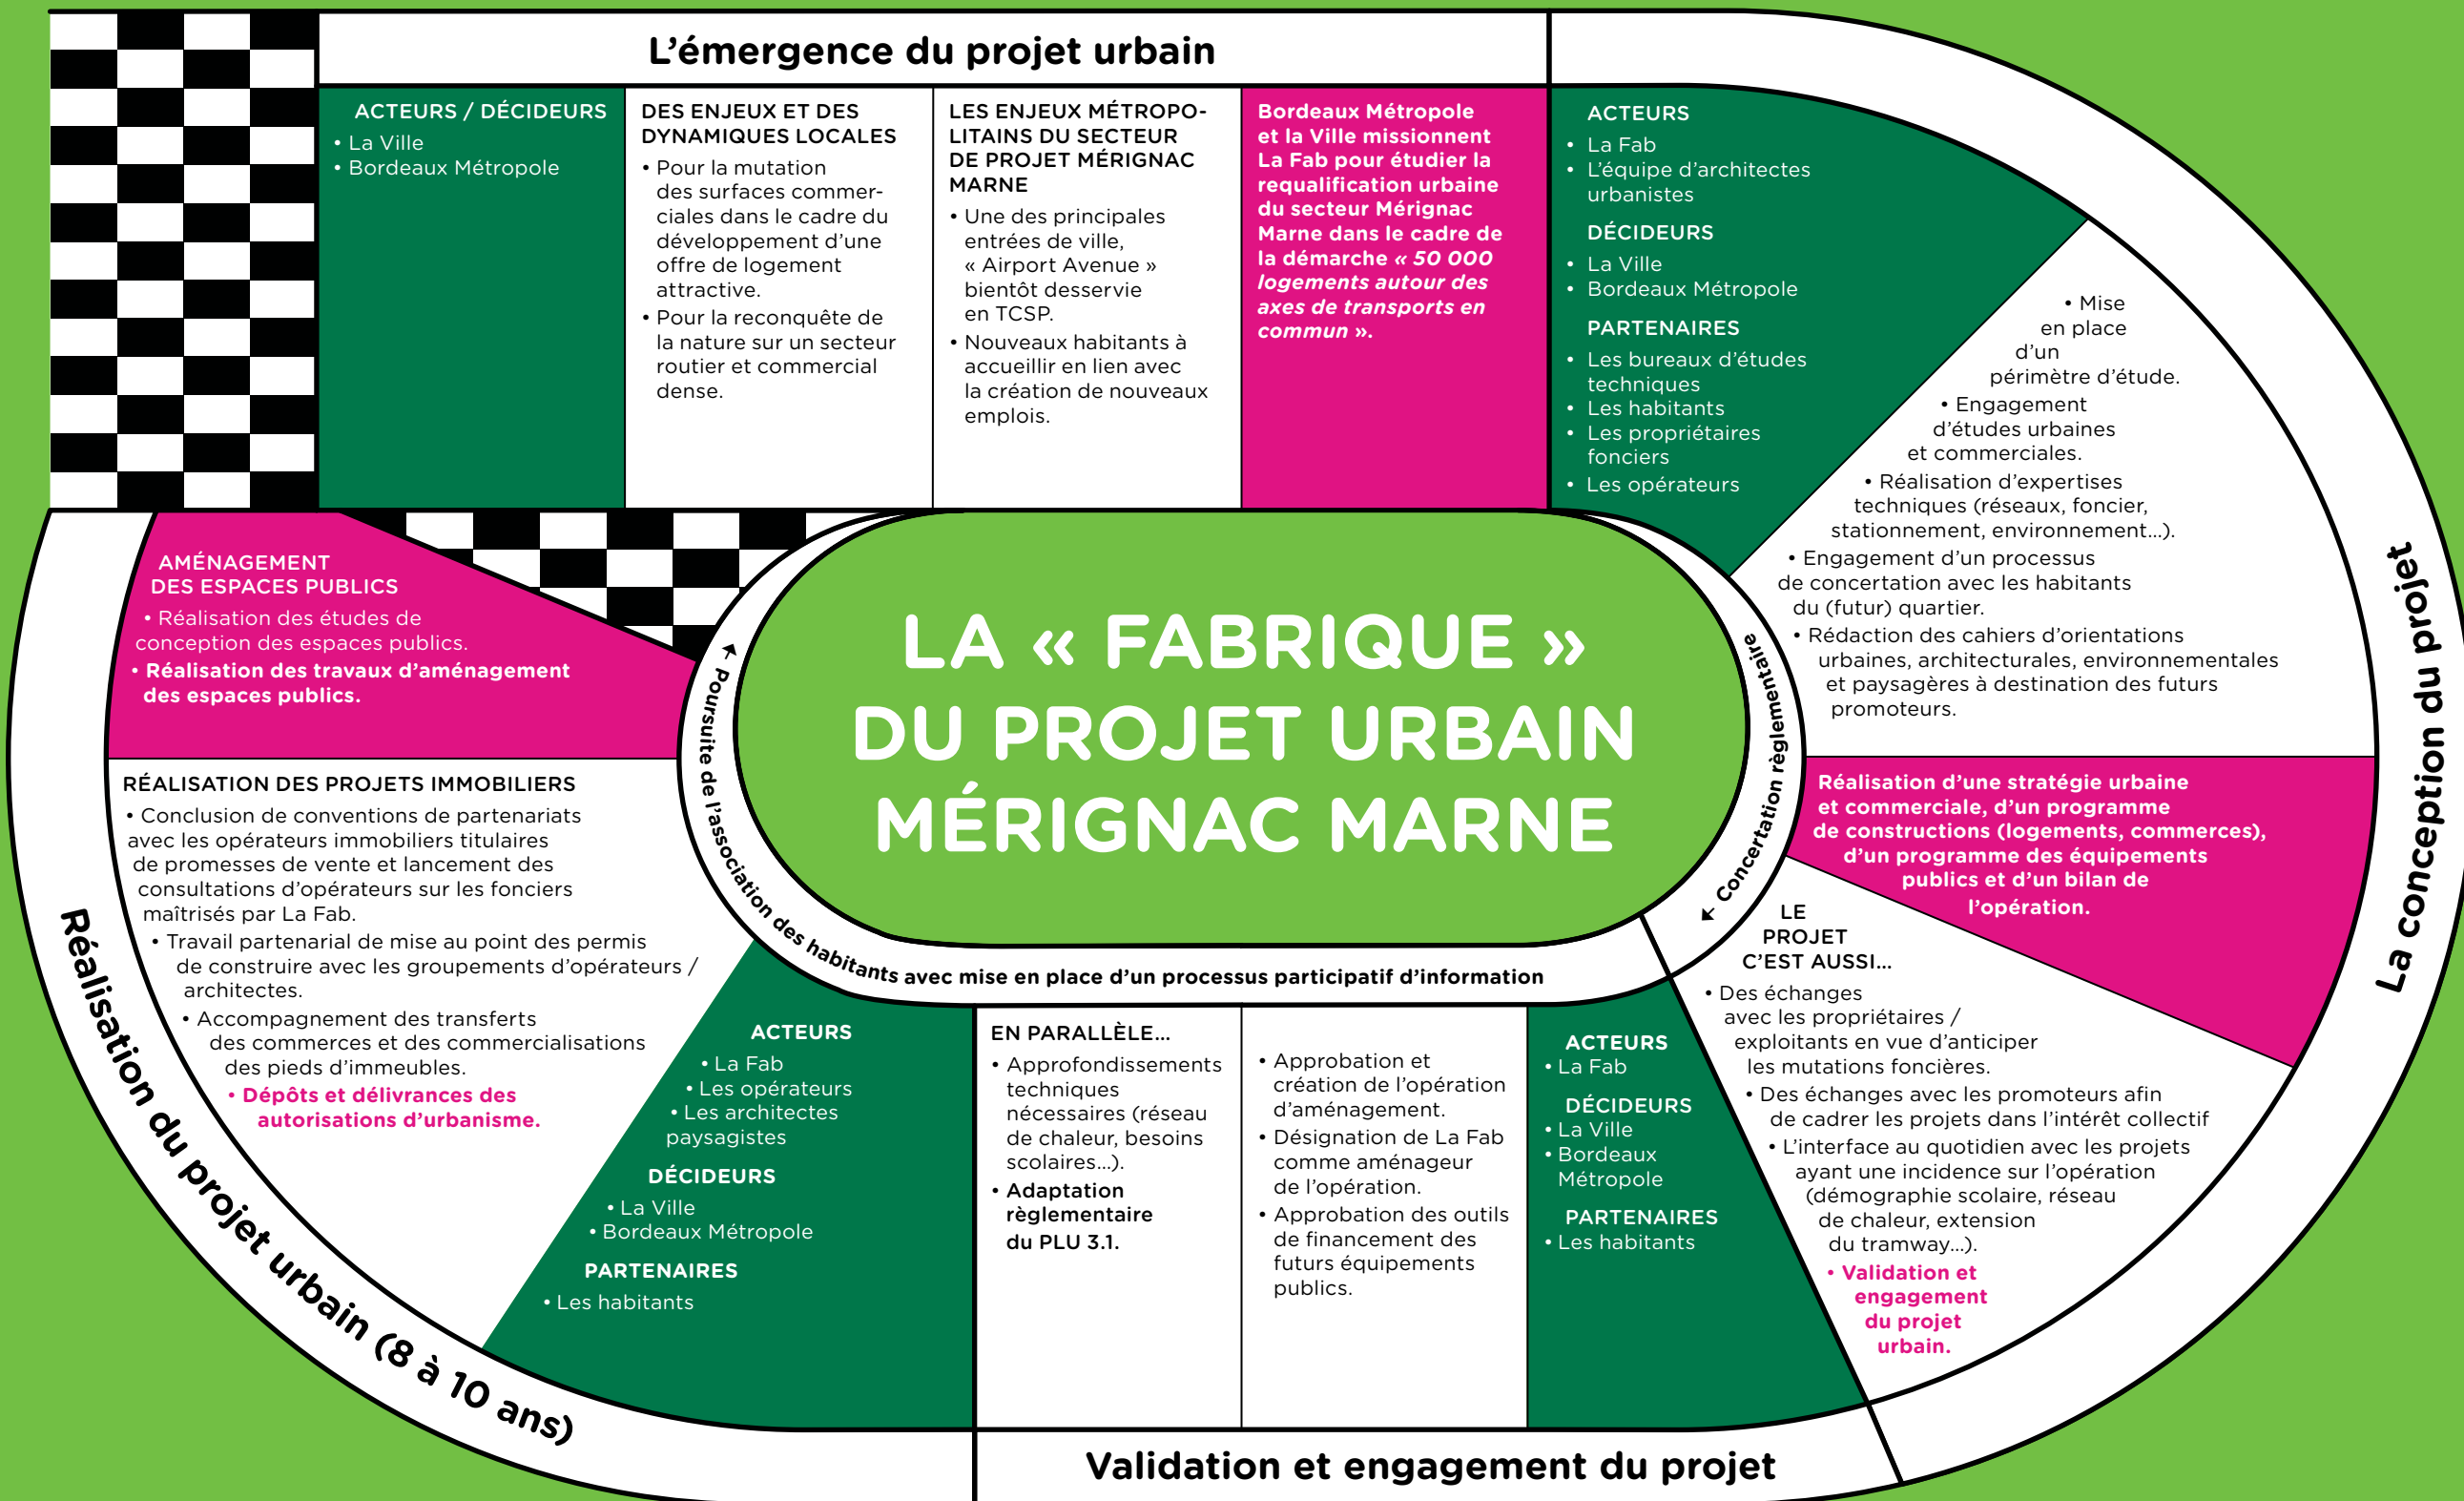 L'émergence du projet urbain
ACTEURS / DÉCIDEURS
• La Ville
• Bordeaux Métropole
DES ENJEUX ET DES
DYNAMIQUES LOCALES
• Pour la mutation
des surfaces commer-
ciales dans le cadre du
développement d'une
offre de logement
attractive.
• Pour la reconquête de
la nature sur un secteur
routier et commercial
dense.
LES ENJEUX MÉTROPO-
LITAINS DU SECTEUR
DE PROJET MÉRIGNAC
MARNE
• Une des principales
entrées de ville,
« Airport Avenue »
bientôt desservie
en TCSP.
• Nouveaux habitants à
accueillir en lien avec
la création de nouveaux
emplois.
Bordeaux Métropole
et la Ville missionnent
La Fab pour étudier la
requalification urbaine
du secteur Mérignac
Marne dans le cadre de
la démarche « 50 000
logements autour des
axes de transports en
commun ».
La conception du projet
ACTEURS
• La Fab
• L'équipe d'architectes
urbanistes
DÉCIDEURS
• La Ville
• Bordeaux Métropole
PARTENAIRES
• Les bureaux d'études
techniques
• Les habitants
• Les propriétaires
fonciers
• Les opérateurs
• Mise
en place
d'un
périmètre d'étude.
• Engagement
d'études urbaines
et commerciales.
• Réalisation d'expertises
techniques (réseaux, foncier,
stationnement, environnement...).
• Engagement d'un processus
de concertation avec les habitants
du (futur) quartier.
• Rédaction des cahiers d'orientations
urbaines, architecturales, environnementales
et paysagères à destination des futurs
promoteurs.
Réalisation d'une stratégie urbaine
et commerciale, d'un programme
de constructions (logements, commerces),
d'un programme des équipements
publics et d'un bilan de
l'opération.
LE
PROJET
C'EST AUSSI...
• Des échanges
avec les propriétaires /
exploitants en vue d'anticiper
les mutations foncières.
• Des échanges avec les promoteurs afin
de cadrer les projets dans l'intérêt collectif
• L'interface au quotidien avec les projets
ayant une incidence sur l'opération
(démographie scolaire, réseau
de chaleur, extension
du tramway...).
• Validation et
engagement
du projet
urbain.
LA « FABRIQUE »
DU PROJET URBAIN
MÉRIGNAC MARNE
← Concertation règlementaire
← Poursuite de l'association des habitants avec mise en place d'un processus participatif d'information
Validation et engagement du projet
ACTEURS
• La Fab
DÉCIDEURS
• La Ville
• Bordeaux
Métropole
PARTENAIRES
• Les habitants
• Approbation et
création de l'opération
d'aménagement.
• Désignation de La Fab
comme aménageur
de l'opération.
• Approbation des outils
de financement des
futurs équipements
publics.
EN PARALLÈLE...
• Approfondissements
techniques
nécessaires (réseau
de chaleur, besoins
scolaires...).
• Adaptation
règlementaire
du PLU 3.1.
Réalisation du projet urbain (8 à 10 ans)
ACTEURS
• La Fab
• Les opérateurs
• Les architectes
paysagistes
DÉCIDEURS
• La Ville
• Bordeaux Métropole
PARTENAIRES
• Les habitants
RÉALISATION DES PROJETS IMMOBILIERS
• Conclusion de conventions de partenariats
avec les opérateurs immobiliers titulaires
de promesses de vente et lancement des
consultations d'opérateurs sur les fonciers
maîtrisés par La Fab.
• Travail partenarial de mise au point des permis
de construire avec les groupements d'opérateurs /
architectes.
• Accompagnement des transferts
des commerces et des commercialisations
des pieds d'immeubles.
• Dépôts et délivrances des
autorisations d'urbanisme.
AMÉNAGEMENT
DES ESPACES PUBLICS
• Réalisation des études de
conception des espaces publics.
• Réalisation des travaux d'aménagement
des espaces publics.